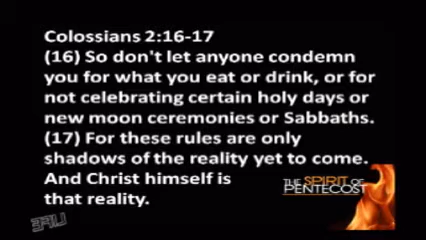 Colossians 2:16-17
(16) So don't let anyone condemn
you for what you eat or drink, or for
not celebrating certain holy days or
new moon ceremonies or Sabbaths.
(17) For these rules are only
shadows of the reality yet to come.
And Christ himself is
that reality.
THE SPIRIT OF
PENTECOST